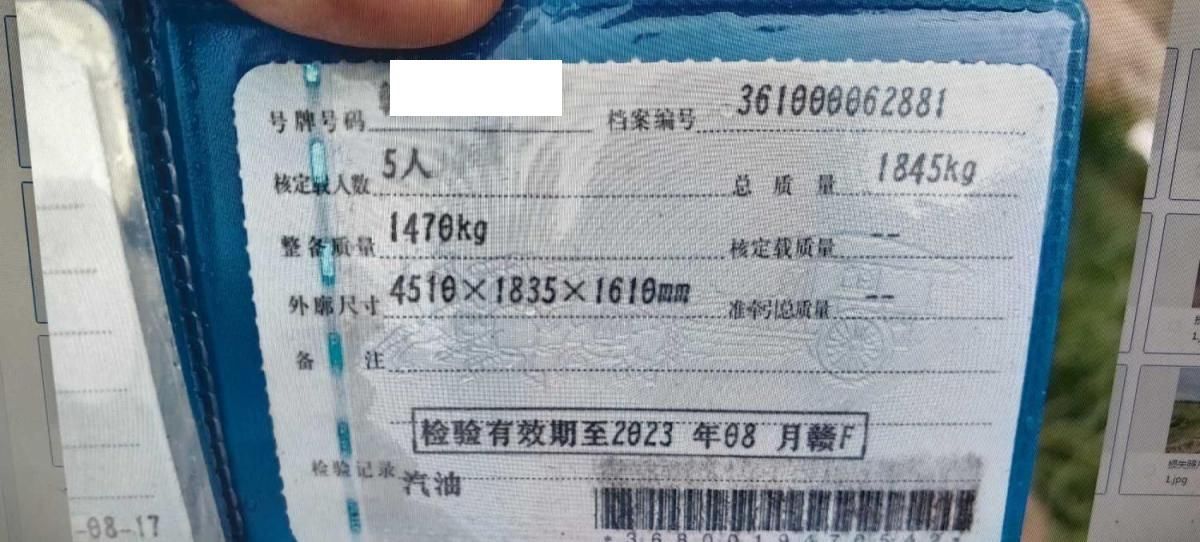 号牌号码 档案编号 361000062881
核定载人数 5人 总质量 1845kg
整备质量 1470kg 核定载质量 --
外廓尺寸 4510×1835×1610mm 准牵引总质量 --
备注
检验有效期至2023 年08 月赣F
检验记录 汽油
-08-17
1.jpg